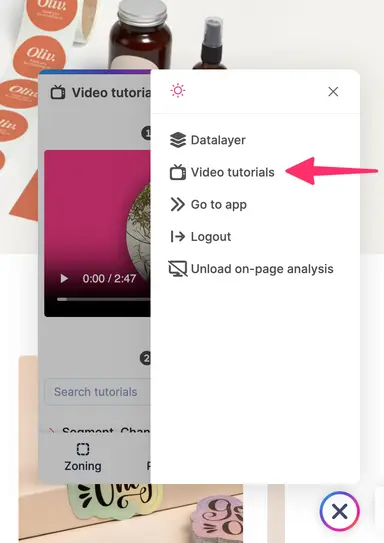 Oliv.
Oliv.
Oliv.
Video tutoria
1
Datalayer
Video tutorials
Go to app
Logout
Unload on-page analysis
0:00 / 2:47
2
Search tutorials
Segment, Chan
Zoning